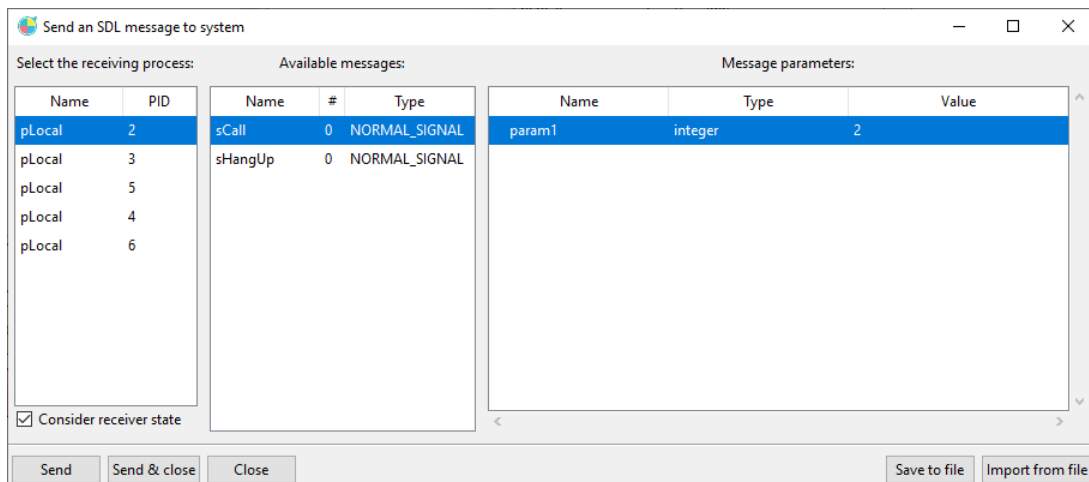 Send an SDL message to system
Select the receiving process: Available messages: Message parameters:
Name PID Name # Type Name Type Value
pLocal 2 sCall 0 NORMAL_SIGNAL param1 integer 2
pLocal 3 sHangUp 0 NORMAL_SIGNAL
pLocal 5
pLocal 4
pLocal 6
Consider receiver state
Send Send & close Close Save to file Import from file